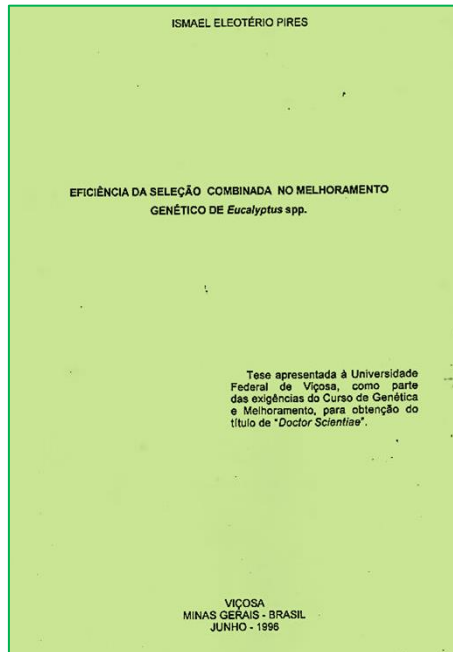 ISMAEL ELEOTÉRIO PIRES
EFICIÊNCIA DA SELEÇÃO COMBINADA NO MELHORAMENTO
GENÉTICO DE Eucalyptus spp.
Tese apresentada à Universidade
Federal de Viçosa, como parte
das exigências do Curso de Genética
e Melhoramento, para obtenção do
título de "Doctor Scientiae".
VIÇOSA
MINAS GERAIS - BRASIL
JUNHO - 1996